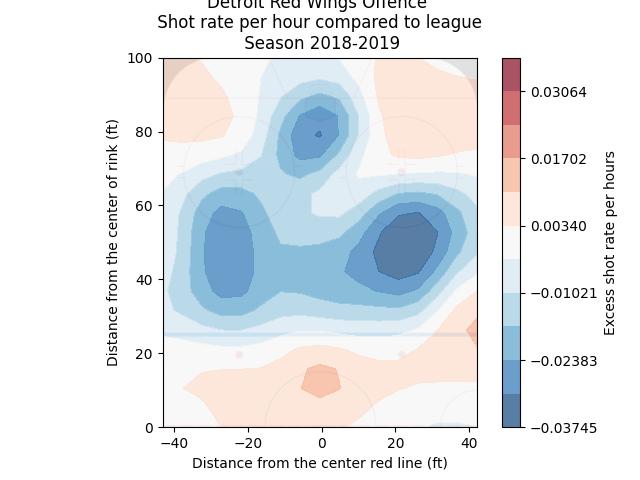 Detroit Red Wings Offence
Shot rate per hour compared to league
Season 2018-2019
100
80
60
40
20
0
−40
−20
0
20
40
Distance from the center of rink (ft)
Distance from the center red line (ft)
0.03064
0.01702
0.00340
−0.01021
−0.02383
−0.03745
Excess shot rate per hours